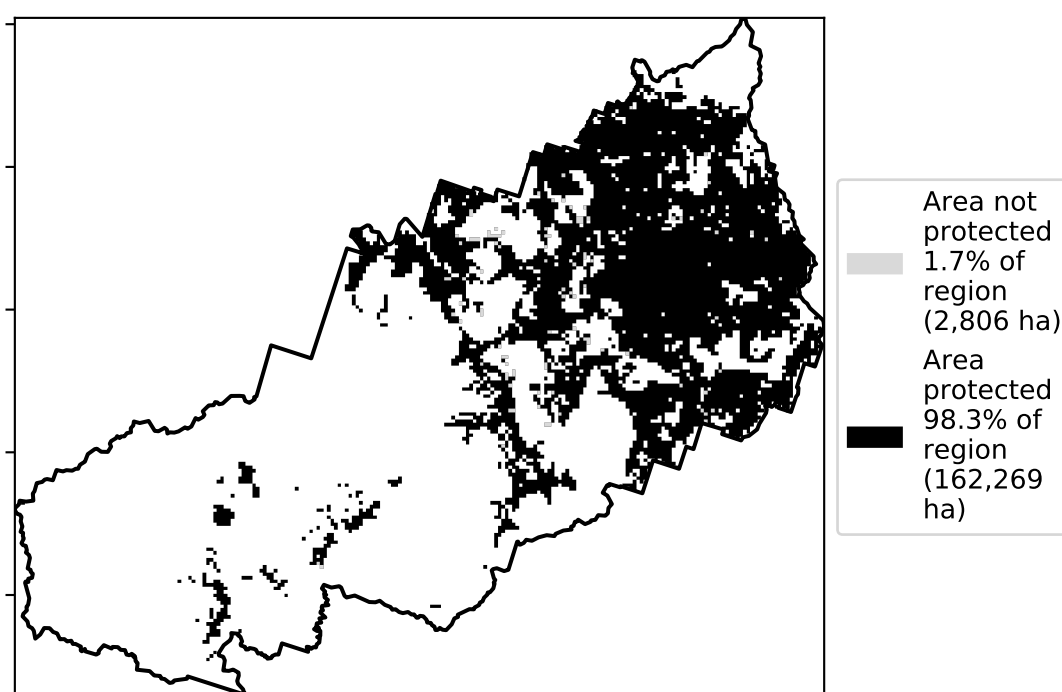 Area not
protected
1.7% of
region
(2,806 ha)
Area
protected
98.3% of
region
(162,269
ha)